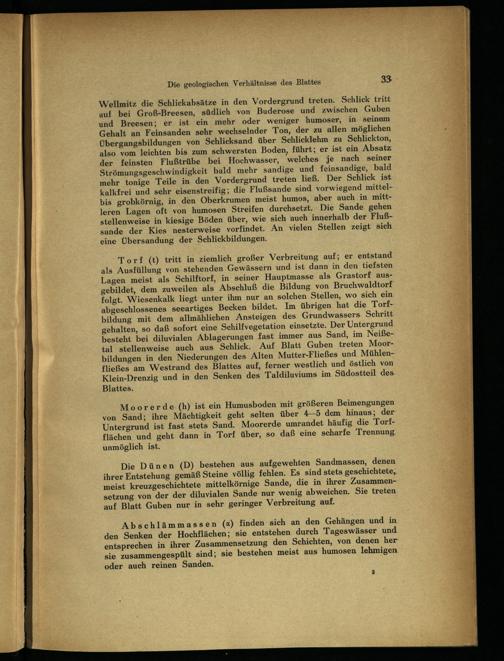 Die geologischen Verhältnisse des Blattes 33
Wellmitz die Schlickabsätze in den Vordergrund treten. Schlick tritt
auf bei Groß-Breesen, südlich von Buderose und zwischen Guben
und Breesen; er ist ein mehr oder weniger humoser, in seinem
Gehalt an Feinsanden sehr wechselnder Ton, der zu allen möglichen
Übergangsbildungen von Schlicksand über Schlicklehm zu Schlickton,
also vom leichten bis zum schwersten Boden, führt; er ist ein Absatz
der feinsten Flußtrübe bei Hochwasser, welches je nach seiner
Strömungsgeschwindigkeit bald mehr sandige und feinsandige, bald
mehr tonige Teile in den Vordergrund treten ließ. Der Schlick ist
kalkfrei und sehr eisenstreifig; die Flußsande sind vorwiegend mittel-
bis grobkörnig, in den Oberkrumen meist humos, aber auch in mitt-
leren Lagen oft von humosen Streifen durchsetzt. Die Sande gehen
stellenweise in kiesige Böden über, wie sich auch innerhalb der Fluß-
sande der Kies nesterweise vorfindet. An vielen Stellen zeigt sich
eine Übersandung der Schlickbildungen.
Torf (t) tritt in ziemlich großer Verbreitung auf; er entstand
als Ausfüllung von stehenden Gewässern und ist dann in den tiefsten
Lagen meist als Schilftorf, in seiner Hauptmasse als Grastorf aus-
gebildet, dem zuweilen als Abschluß die Bildung von Bruchwaldtorf
folgt. Wiesenkalk liegt unter ihm nur an solchen Stellen, wo sich ein
abgeschlossenes seeartiges Becken bildet. Im übrigen hat die Torf-
bildung mit dem allmählichen Ansteigen des Grundwassers Schritt
gehalten, so daß sofort eine Schilfvegetation einsetzte. Der Untergrund
besteht bei diluvialen Ablagerungen fast immer aus Sand, im Neiße-
tal stellenweise auch aus Schlick. Auf Blatt Guben treten Moor-
bildungen in den Niederungen des Alten Mutter-Fließes und Mühlen-
fließes am Westrand des Blattes auf, ferner westlich und östlich von
Klein-Drenzig und in den Senken des Taldiluviums im Südostteil des
Blattes.
Moorerde (h) ist ein Humusboden mit größeren Beimengungen
von Sand; ihre Mächtigkeit geht selten über 4—5 dcm hinaus; der
Untergrund ist fast stets Sand. Moorerde umrandet häufig die Torf-
flächen und geht dann in Torf über, so daß eine scharfe Trennung
unmöglich ist.
Die Dünen (D) bestehen aus aufgewehten Sandmassen, denen
ihrer Entstehung gemäß Steine völlig fehlen. Es sind stets geschichtete,
meist kreuzgeschichtete mittelkörnige Sande, die in ihrer Zusammen-
setzung von der der diluvialen Sande nur wenig abweichen. Sie treten
auf Blatt Guben nur in sehr geringer Verbreitung auf.
Abschlämmassen (α) finden sich an den Gehängen und in
den Senken der Hochflächen; sie entstehen durch Tageswässer und
entsprechen in ihrer Zusammensetzung den Schichten, von denen her
sie zusammengespült sind; sie bestehen meist aus humosen lehmigen
oder auch reinen Sanden.